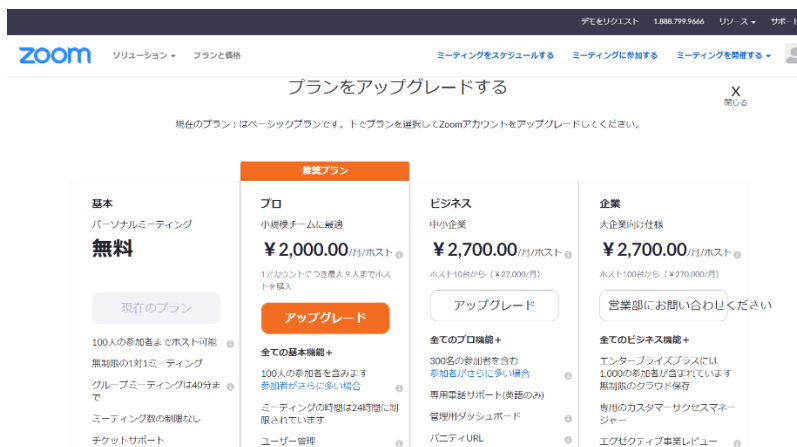 デモをリクエスト 1.888.799.9666 リソース サポート
zoom ソリューション プランと価格 ミーティングをスケジュールする ミーティングに参加する ミーティングを開催する
プランをアップグレードする
X
閉じる
現在のプラン：はベーシックプランです。下でプランを選択してZoomアカウントをアップグレードしてください。
推奨プラン
基本
パーソナルミーティング
無料
現在のプラン
100人の参加者までホスト可能
無制限の1対1ミーティング
グループミーティングは40分ま
で
ミーティング数の制限なし
チケットサポート
プロ
小規模チームに最適
¥2,000.00/月/ホスト
1アカウントにつき最大9人までホス
トを購入
アップグレード
全ての基本機能+
100人の参加者を含みます
参加者がさらに多い場合
ミーティングの時間は24時間に制
限されています
ユーザー管理
ビジネス
中小企業
¥2,700.00/月/ホスト
ホスト10台から（¥27,000/月）
アップグレード
全てのプロ機能+
300名の参加者を含む
参加者がさらに多い場合
専用電話サポート(英語のみ)
管理用ダッシュボード
バニティURL
企業
大企業向け仕様
¥2,700.00/月/ホスト
ホスト100台から（¥270,000/月）
営業部にお問い合わせください
全てのビジネス機能+
エンタープライズプラスには
1,000の参加者が含まれています
無制限のクラウド保存
専用のカスタマーサクセスマネー
ジャー
エグゼクティブ事業レビュー